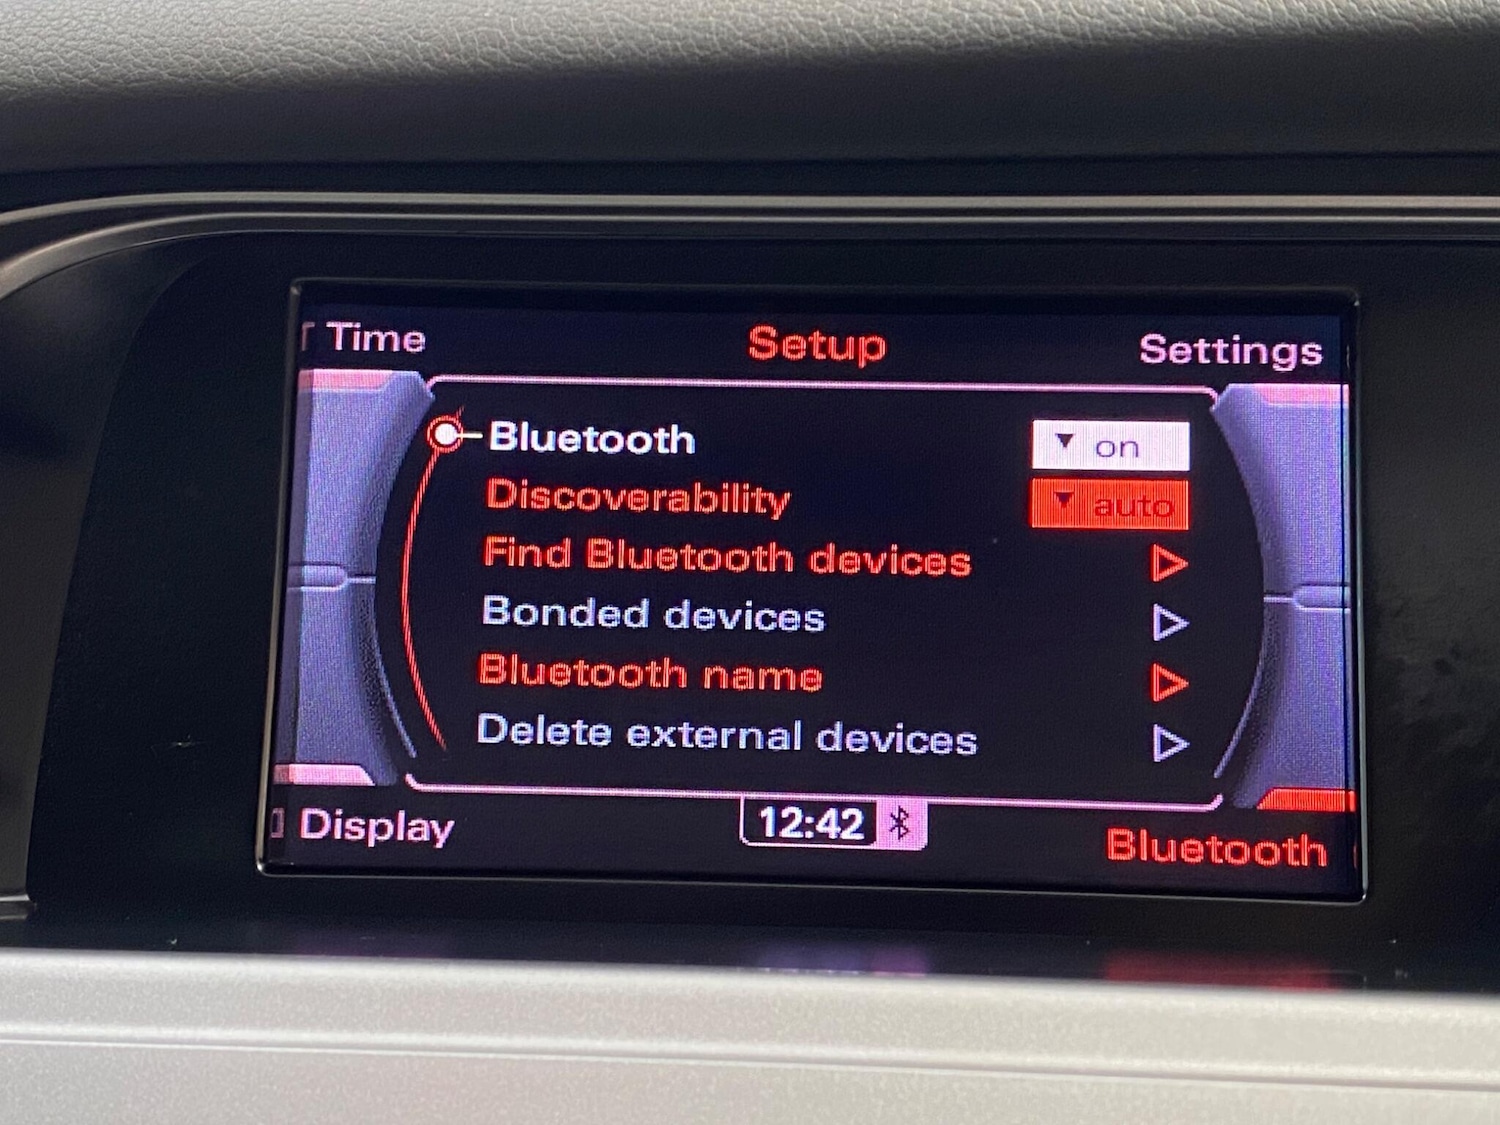 Time
Setup
Settings
Bluetooth on
Discoverability auto
Find Bluetooth devices
Bonded devices
Bluetooth name
Delete external devices
Display
12:42
Bluetooth